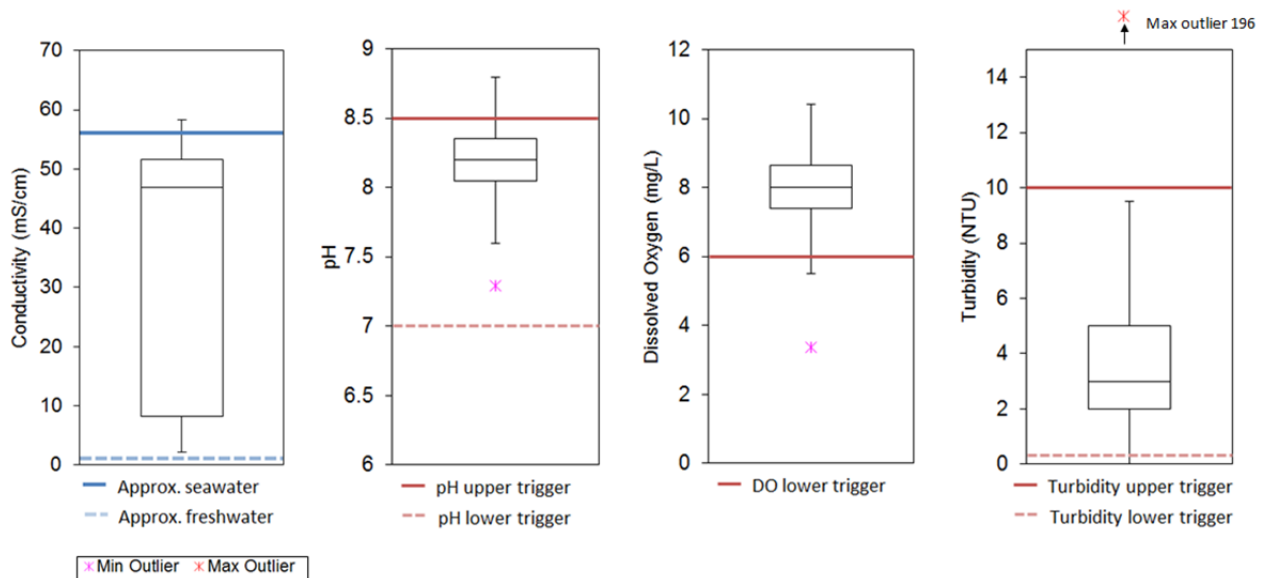 Max outlier 196
Conductivity (mS/cm)
70
60
50
40
30
20
10
0
Approx. seawater
Approx. freshwater
pH
9
8.5
8
7.5
7
6.5
6
pH upper trigger
pH lower trigger
Dissolved Oxygen (mg/L)
12
10
8
6
4
2
0
DO lower trigger
Turbidity (NTU)
14
12
10
8
6
4
2
0
Turbidity upper trigger
Turbidity lower trigger
Min Outlier Max Outlier